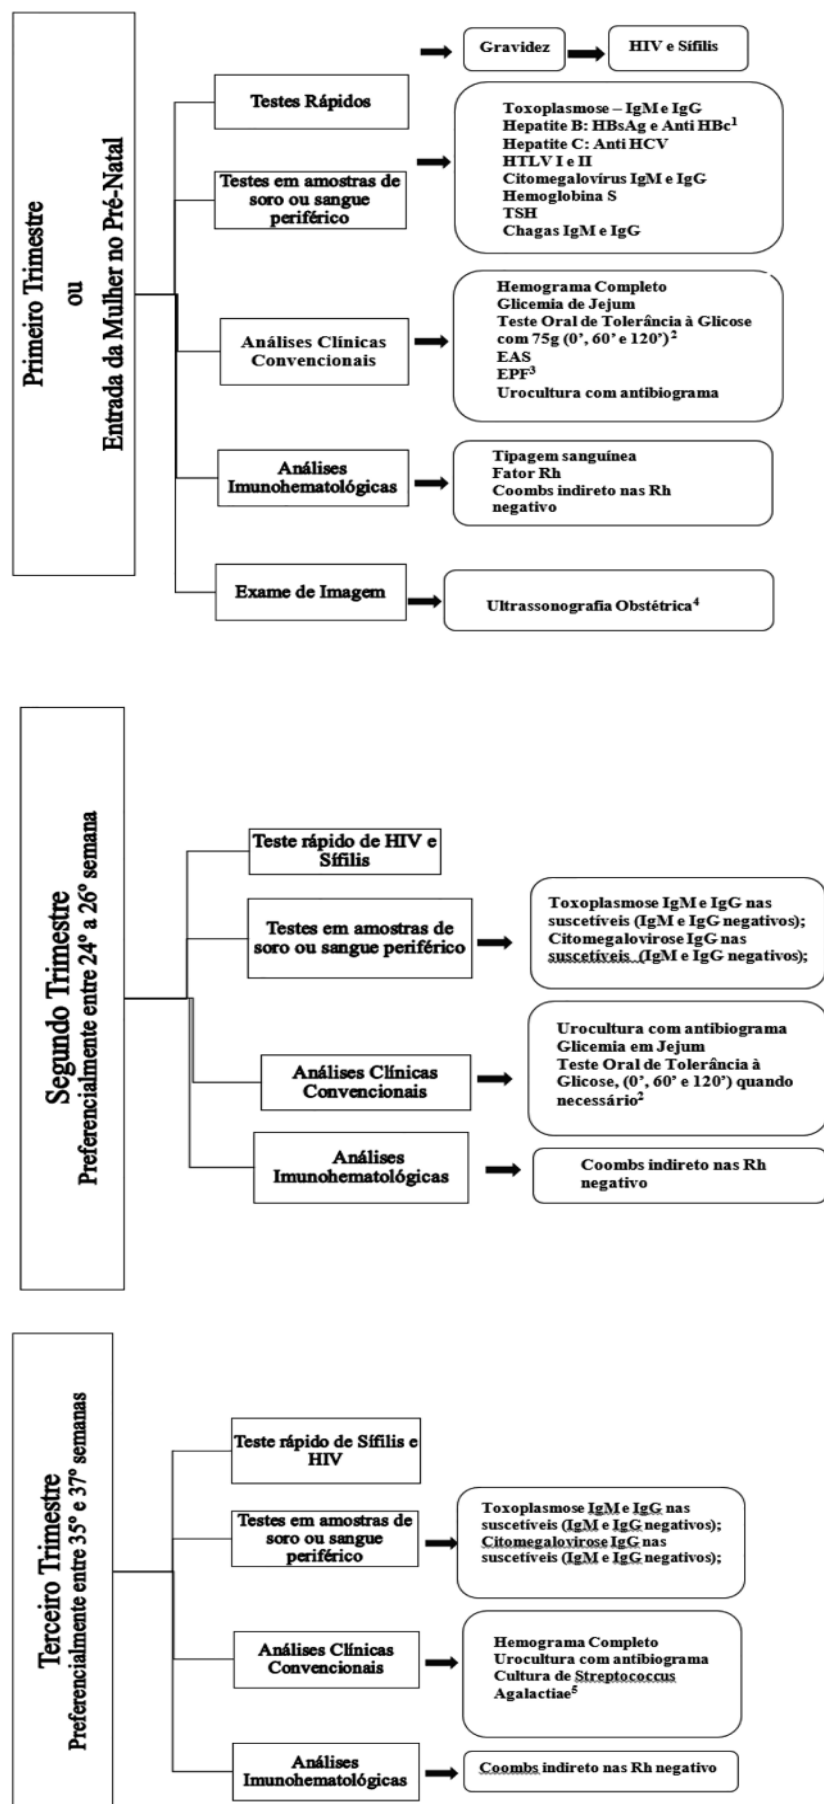 Primeiro Trimestre
ou
Entrada da Mulher no Pré-Natal
Gravidez
HIV e Sífilis
Testes Rápidos
Toxoplasmose – IgM e IgG
Hepatite B: HBsAg e Anti HBc¹
Hepatite C: Anti HCV
HTLV I e II
Citomegalovírus IgM e IgG
Hemoglobina S
TSH
Chagas IgM e IgG
Testes em amostras de
soro ou sangue
periférico
Hemograma Completo
Glicemia de Jejum
Teste Oral de Tolerância à Glicose
com 75g (0’, 60’ e 120’)²
EAS
EPF³
Urocultura com antibiograma
Análises Clínicas
Convencionais
Análises
Imunohematológicas
Tipagem sanguínea
Fator Rh
Coombs indireto nas Rh
negativo
Exame de Imagem
Ultrassonografia Obstétrica⁴
Segundo Trimestre
Preferencialmente entre 24º a 26º semana
Teste rápido de HIV e
Sífilis
Testes em amostras de
soro ou sangue periférico
Toxoplasmose IgM e IgG nas
suscetíveis (IgM e IgG negativos);
Citomegalovirose IgG nas
suscetíveis (IgM e IgG negativos);
Análises Clínicas
Convencionais
Urocultura com antibiograma
Glicemia em Jejum
Teste Oral de Tolerância à
Glicose, (0’, 60’ e 120’) quando
necessário²
Análises
Imunohematológicas
Coombs indireto nas Rh
negativo
Terceiro Trimestre
Preferencialmente entre 35º e 37º semanas
Teste rápido de Sífilis e
HIV
Testes em amostras de
soro ou sangue
periférico
Toxoplasmose IgM e IgG nas
suscetíveis (IgM e IgG negativos);
Citomegalovirose IgG nas
suscetíveis (IgM e IgG negativos);
Análises Clínicas
Convencionais
Hemograma Completo
Urocultura com antibiograma
Cultura de Streptococcus
Agalactiae⁵
Análises
Imunohematológicas
Coombs indireto nas Rh negativo